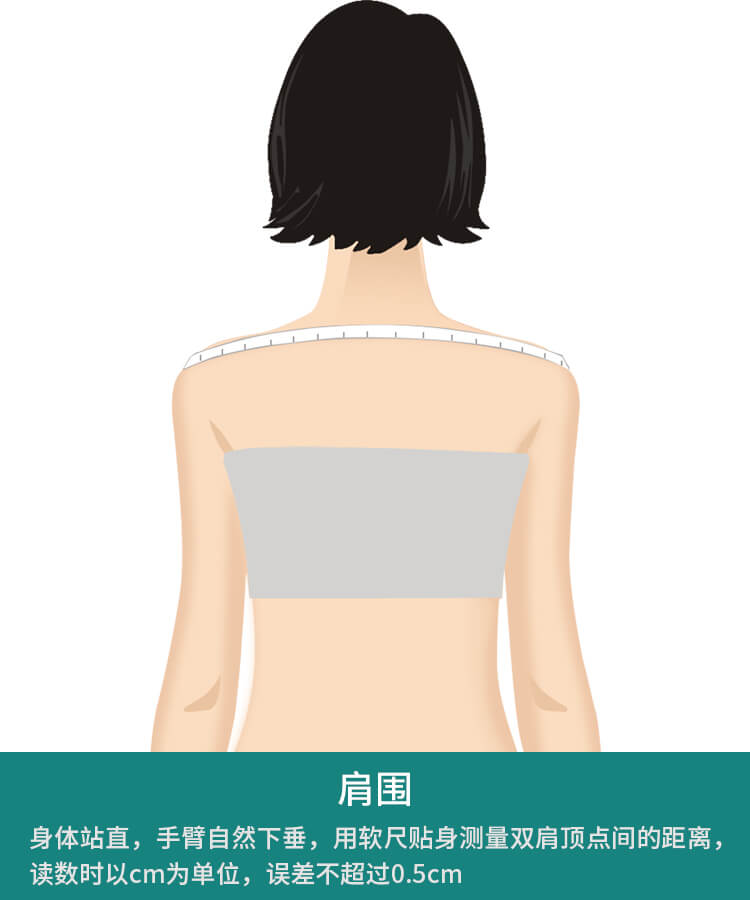 肩围
身体站直，手臂自然下垂，用软尺贴身测量双肩顶点间的距离，
读数时以cm为单位，误差不超过0.5cm